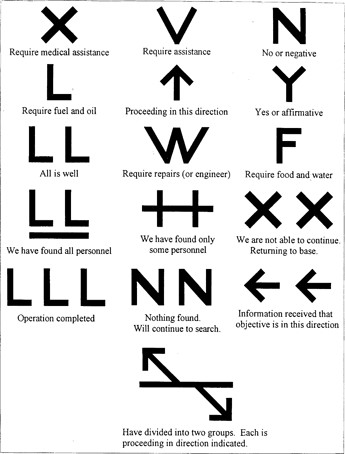 X V N
Require medical assistance Require assistance No or negative
L Y
Require fuel and oil Proceeding in this direction Yes or affirmative
LL W F
All is well Require repairs (or engineer) Require food and water
LL XX
We have found all personnel We have found only some personnel We are not able to continue. Returning to base.
LLL NN
Operation completed Nothing found. Will continue to search. Information received that objective is in this direction
Have divided into two groups. Each is
proceeding in direction indicated.